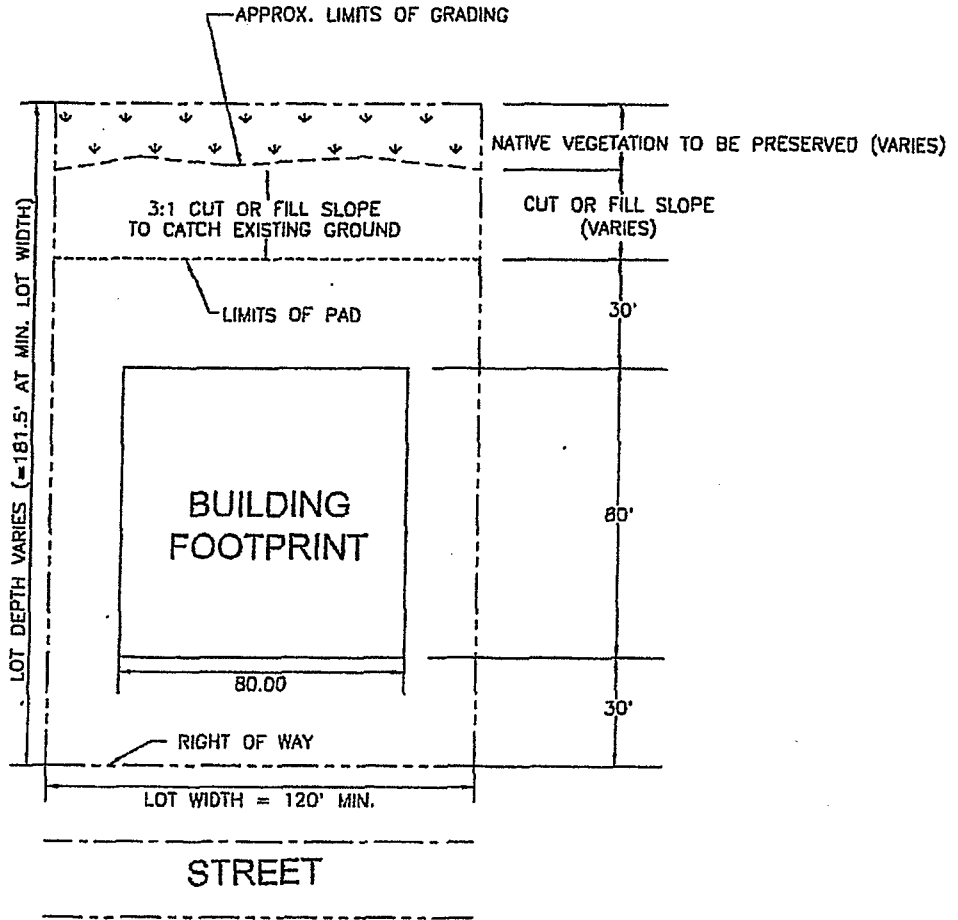 APPROX. LIMITS OF GRADING
NATIVE VEGETATION TO BE PRESERVED (VARIES)
3:1 CUT OR FILL SLOPE
TO CATCH EXISTING GROUND
CUT OR FILL SLOPE
(VARIES)
LIMITS OF PAD
30'
LOT DEPTH VARIES (=181.5' AT MIN. LOT WIDTH)
BUILDING
FOOTPRINT
80'
80.00
30'
RIGHT OF WAY
LOT WIDTH = 120' MIN.
STREET